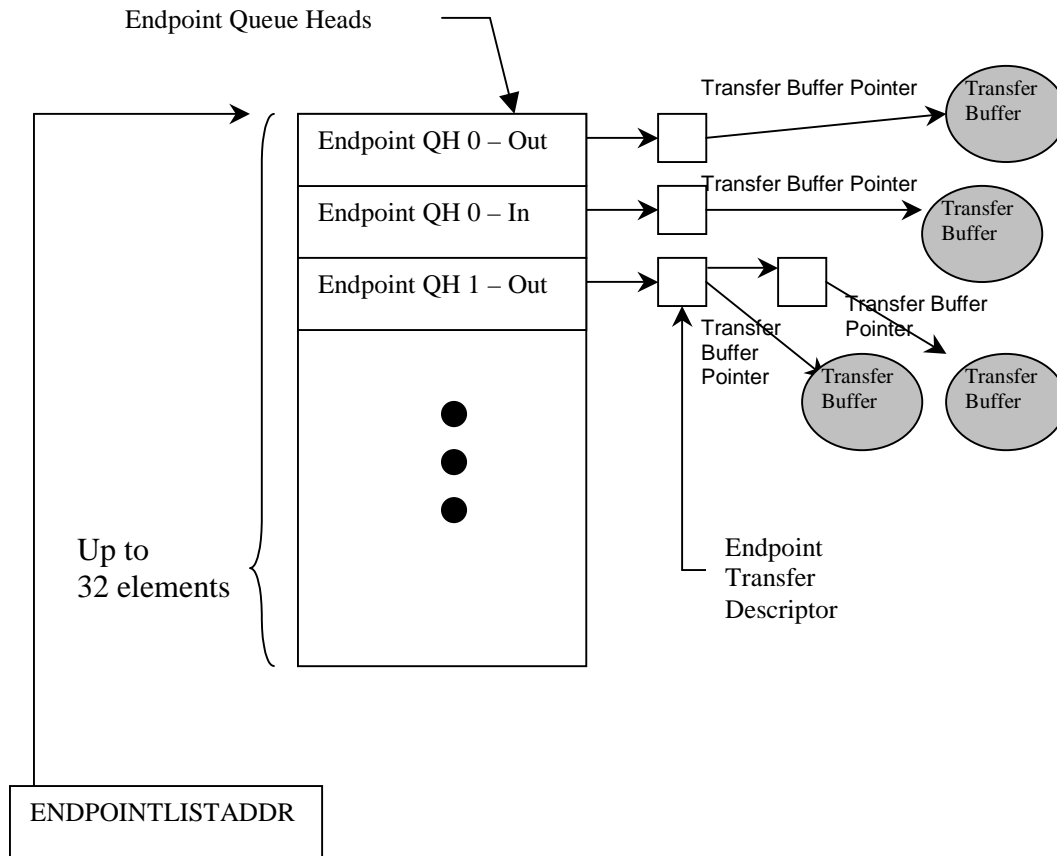 Endpoint Queue Heads
Transfer Buffer Pointer
Transfer
Buffer
Endpoint QH 0 – Out
Transfer Buffer Pointer
Endpoint QH 0 – In
Transfer
Buffer
Endpoint QH 1 – Out
Transfer Buffer
Pointer
Transfer
Buffer
Pointer
Transfer
Buffer
Transfer
Buffer
Up to
32 elements
Endpoint
Transfer
Descriptor
ENDPOINTLISTADDR